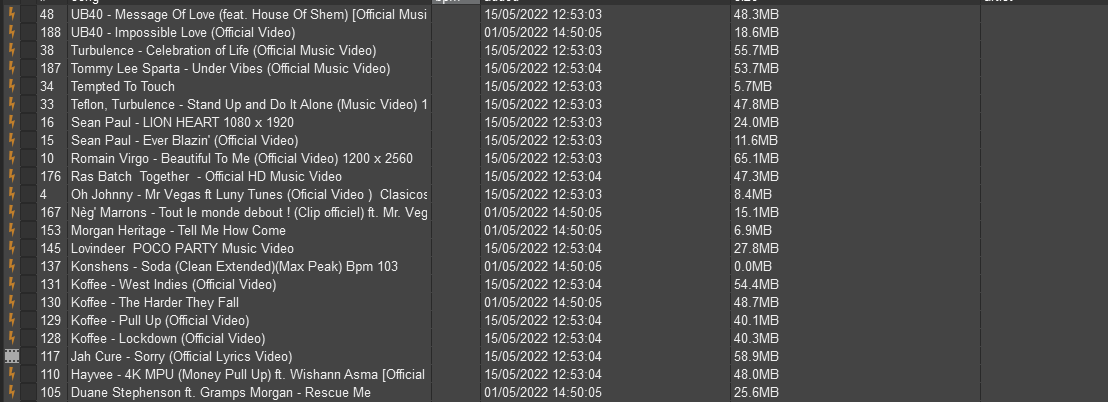 # song bpm added size artist
48 UB40 - Message Of Love (feat. House Of Shem) [Official Musi 15/05/2022 12:53:03 48.3MB
188 UB40 - Impossible Love (Official Video) 01/05/2022 14:50:05 18.6MB
38 Turbulence - Celebration of Life (Official Music Video) 15/05/2022 12:53:03 55.7MB
187 Tommy Lee Sparta - Under Vibes (Official Music Video) 15/05/2022 12:53:04 53.7MB
34 Tempted To Touch 15/05/2022 12:53:03 5.7MB
33 Teflon, Turbulence - Stand Up and Do It Alone (Music Video) 1 15/05/2022 12:53:03 47.8MB
16 Sean Paul - LION HEART 1080 x 1920 15/05/2022 12:53:03 24.0MB
15 Sean Paul - Ever Blazin' (Official Video) 15/05/2022 12:53:03 11.6MB
10 Romain Virgo - Beautiful To Me (Official Video) 1200 x 2560 15/05/2022 12:53:03 65.1MB
176 Ras Batch  Together  - Official HD Music Video 15/05/2022 12:53:04 47.3MB
4 Oh Johnny - Mr Vegas ft Luny Tunes (Oficial Video )  Clasicos 15/05/2022 12:53:03 8.4MB
167 Nèg' Marrons - Tout le monde debout ! (Clip officiel) ft. Mr. Veg 01/05/2022 14:50:05 15.1MB
153 Morgan Heritage - Tell Me How Come 01/05/2022 14:50:05 6.9MB
145 Lovindeer  POCO PARTY Music Video 15/05/2022 12:53:04 27.8MB
137 Konshens - Soda (Clean Extended)(Max Peak) Bpm 103 01/05/2022 14:50:05 0.0MB
131 Koffee - West Indies (Official Video) 15/05/2022 12:53:04 54.4MB
130 Koffee - The Harder They Fall 01/05/2022 14:50:05 48.7MB
129 Koffee - Pull Up (Official Video) 15/05/2022 12:53:04 40.1MB
128 Koffee - Lockdown (Official Video) 15/05/2022 12:53:04 40.3MB
117 Jah Cure - Sorry (Official Lyrics Video) 15/05/2022 12:53:04 58.9MB
110 Hayvee - 4K MPU (Money Pull Up) ft. Wishann Asma [Official 15/05/2022 12:53:04 48.0MB
105 Duane Stephenson ft. Gramps Morgan - Rescue Me 01/05/2022 14:50:05 25.6MB